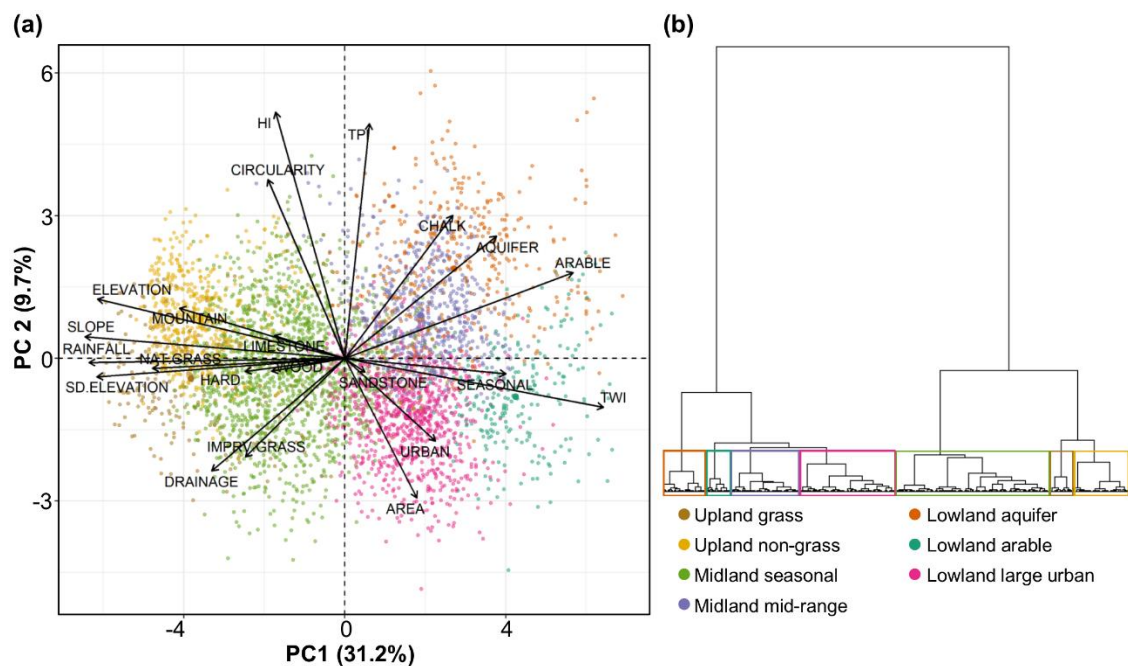 (a)
(b)
6
3
0
-3
-4
0
4
PC 2 (9.7%)
PC1 (31.2%)
HI
TPI
CIRCULARITY
CHALK
AQUIFER
ARABLE
ELEVATION
MOUNTAIN
SLOPE
LIMESTONE
RAINFALL
NAT.GRASS
WOOD
HARD
SD.ELEVATION
SANDSTONE
SEASONAL
TWI
IMPRV.GRASS
URBAN
DRAINAGE
AREA
Upland grass
Upland non-grass
Midland seasonal
Midland mid-range
Lowland aquifer
Lowland arable
Lowland large urban